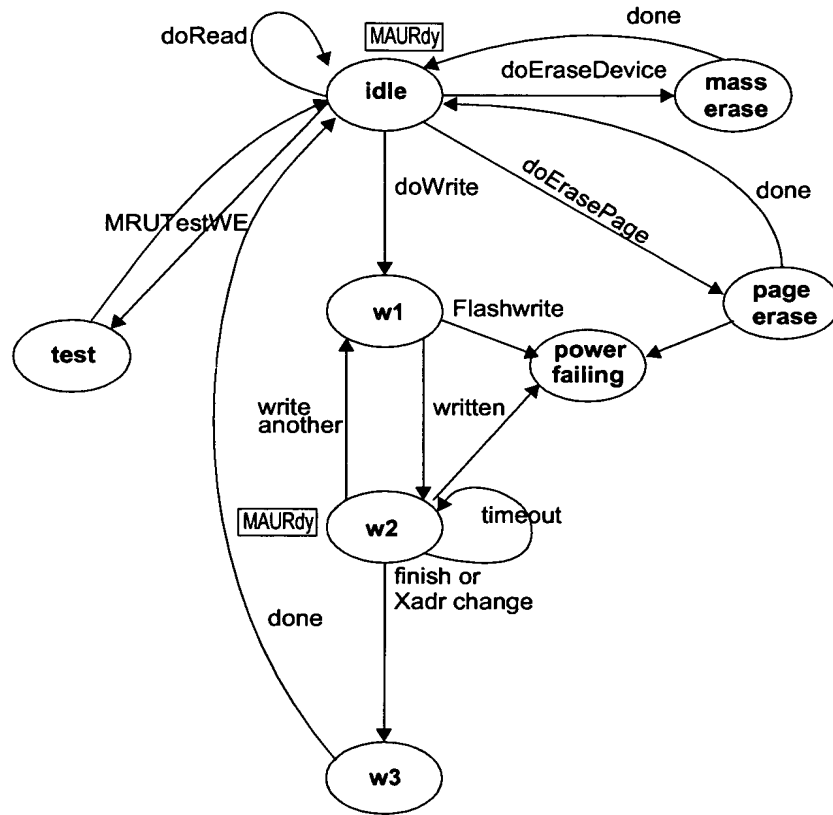 done
doRead
MAURdy
idle
doEraseDevice
mass
erase
doWrite
doErasePage
done
MRUTestWE
w1
Flashwrite
page
erase
test
power
failing
write
another
written
MAURdy
w2
timeout
finish or
Xadr change
done
w3